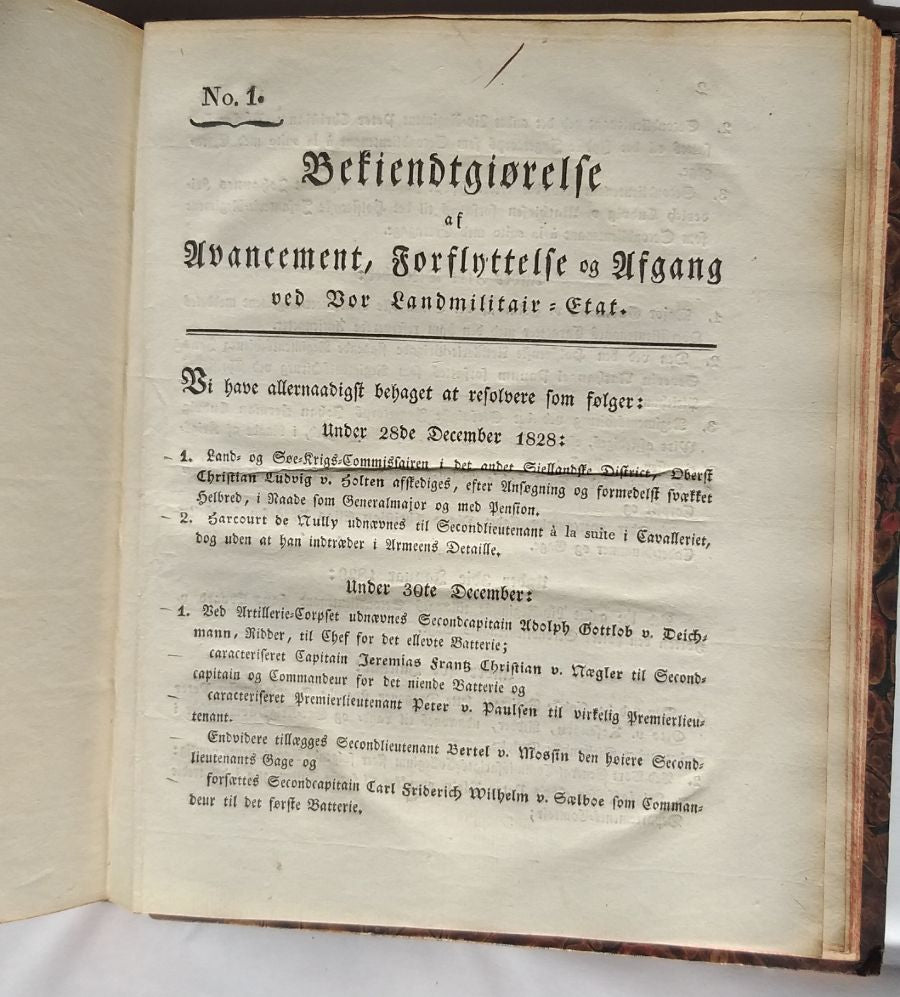 No. 1.
Bekiendtgiørelse
af
Avancement, Forflyttelse og Afgang
ved Vor Landmilitair-Etat.
Vi have allernaadigst behaget at resolvere som følger:
Under 28de December 1828:
1. Land- og Søe-Krigs-Commissairen i det andet Siellandske District, Oberst
Christian Ludvig v. Holten afskediges, efter Ansøgning og formedelst svækket
Helbred, i Naade som Generalmajor og med Pension.
2. Harcourt de Nully udnævnes til Secondlieutenant à la suite i Cavalleriet,
dog uden at han indtræder i Armeens Detaille.
Under 30te December:
1. Ved Artillerie-Corpset udnævnes Secondcapitain Adolph Gottlob v. Deich-
mann, Ridder, til Chef for det ellevte Batterie;
caracteriseret Capitain Jeremias Frantz Christian v. Nægler til Second-
capitain og Commandeur for det niende Batterie og
caracteriseret Premierlieutenant Peter v. Paulsen til virkelig Premierlieu-
tenant.
Endvidere tillægges Secondlieutenant Bertel v. Mossin den høiere Second-
lieutenants Gage og
forsættes Secondcapitain Carl Friderich Wilhelm v. Sælboe som Comman-
deur til det første Batterie.